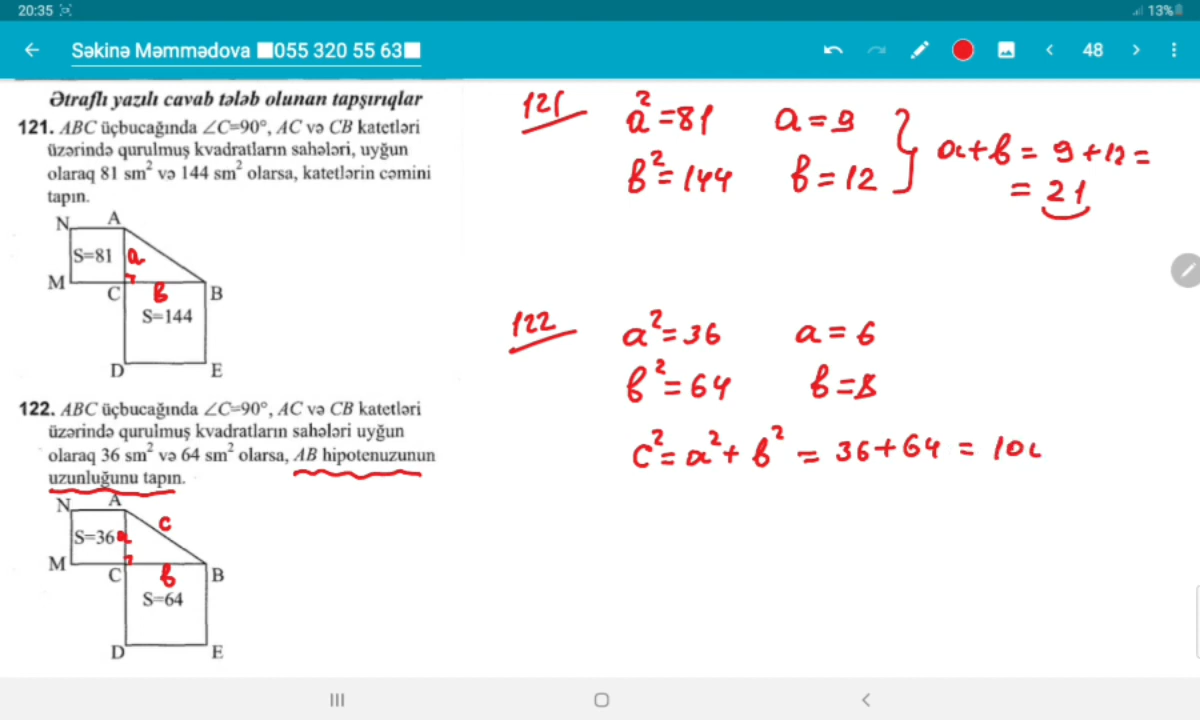 20:35
13%
Səkinə Məmmədova 055 320 55 63
48
Ətraflı yazılı cavab tələb olunan tapşırıqlar
121. ABC üçbucağında ∠C=90°, AC və CB katetləri
üzərində qurulmuş kvadratların sahələri, uyğun
olaraq 81 sm² və 144 sm² olarsa, katetlərin cəmini
tapın.
N A
S=81 a
M C b B
S=144
D E
122. ABC üçbucağında ∠C=90°, AC və CB katetləri
üzərində qurulmuş kvadratların sahələri uyğun
olaraq 36 sm² və 64 sm² olarsa, AB hipotenuzunun
uzunluğunu tapın.
N A
c
S=36 a
M C b B
S=64
D E
121 a²=81 a=9
b²=144 b=12
a+b=9+12=
=21
122 a²=36 a=6
b²=64 b=8
c²=a²+b²=36+64=10